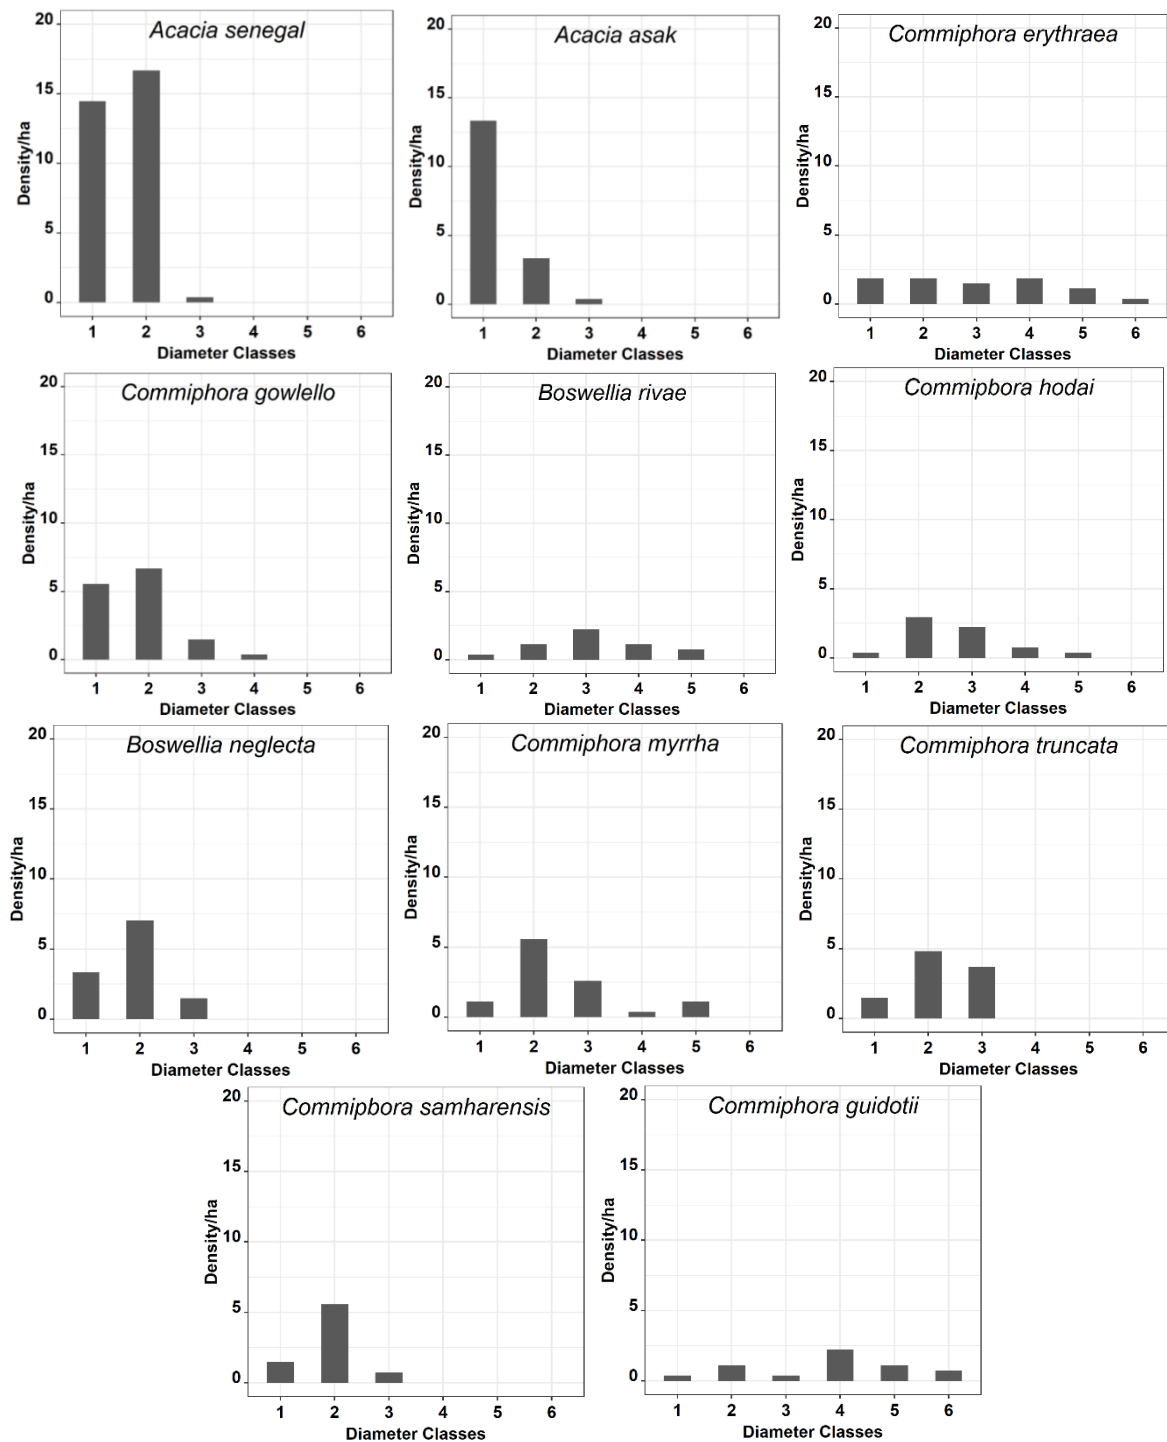 Acacia senegal
20
15
10
5
0
Density/ha
1 2 3 4 5 6
Diameter Classes
Acacia asak
20
15
10
5
0
Density/ha
1 2 3 4 5 6
Diameter Classes
Commiphora erythraea
20
15
10
5
0
Density/ha
1 2 3 4 5 6
Diameter Classes
Commiphora gowlello
20
15
10
5
0
Density/ha
1 2 3 4 5 6
Diameter Classes
Boswellia rivae
20
15
10
5
0
Density/ha
1 2 3 4 5 6
Diameter Classes
Commipbora hodai
20
15
10
5
0
Density/ha
1 2 3 4 5 6
Diameter Classes
Boswellia neglecta
20
15
10
5
0
Density/ha
1 2 3 4 5 6
Diameter Classes
Commiphora myrrha
20
15
10
5
0
Density/ha
1 2 3 4 5 6
Diameter Classes
Commiphora truncata
20
15
10
5
0
Density/ha
1 2 3 4 5 6
Diameter Classes
Commipbora samharensis
20
15
10
5
0
Density/ha
1 2 3 4 5 6
Diameter Classes
Commiphora guidotii
20
15
10
5
0
Density/ha
1 2 3 4 5 6
Diameter Classes